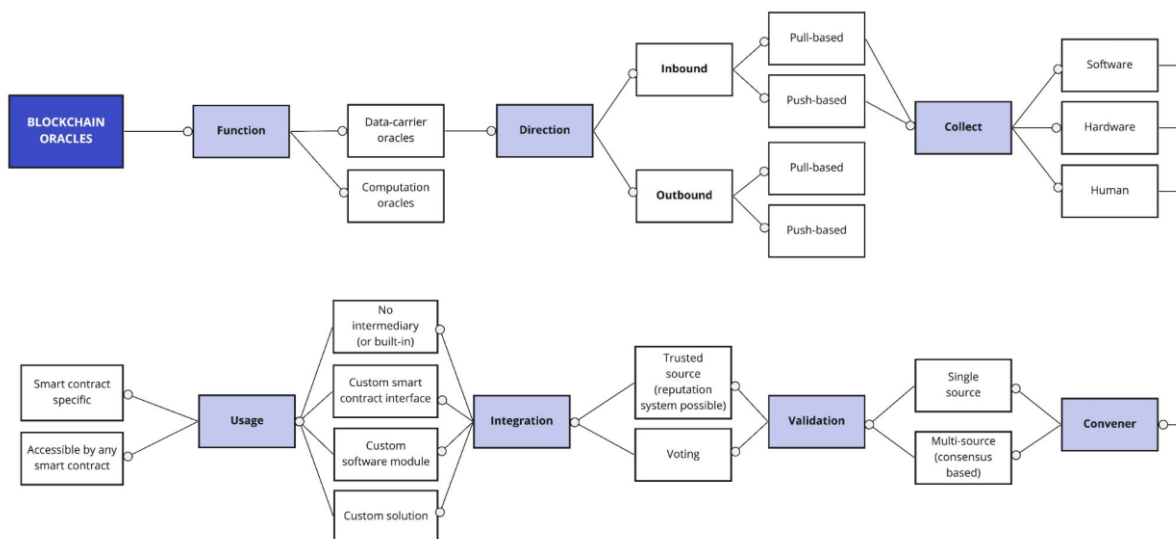 BLOCKCHAIN
ORACLES
Function
Data-carrier
oracles
Computation
oracles
Direction
Inbound
Outbound
Pull-based
Push-based
Pull-based
Push-based
Collect
Software
Hardware
Human
Smart contract
specific
Accessible by any
smart contract
Usage
No
intermediary
(or built-in)
Custom smart
contract interface
Custom
software module
Custom solution
Integration
Trusted
source
(reputation
system possible)
Voting
Validation
Single
source
Multi-source
(consensus
based)
Convener